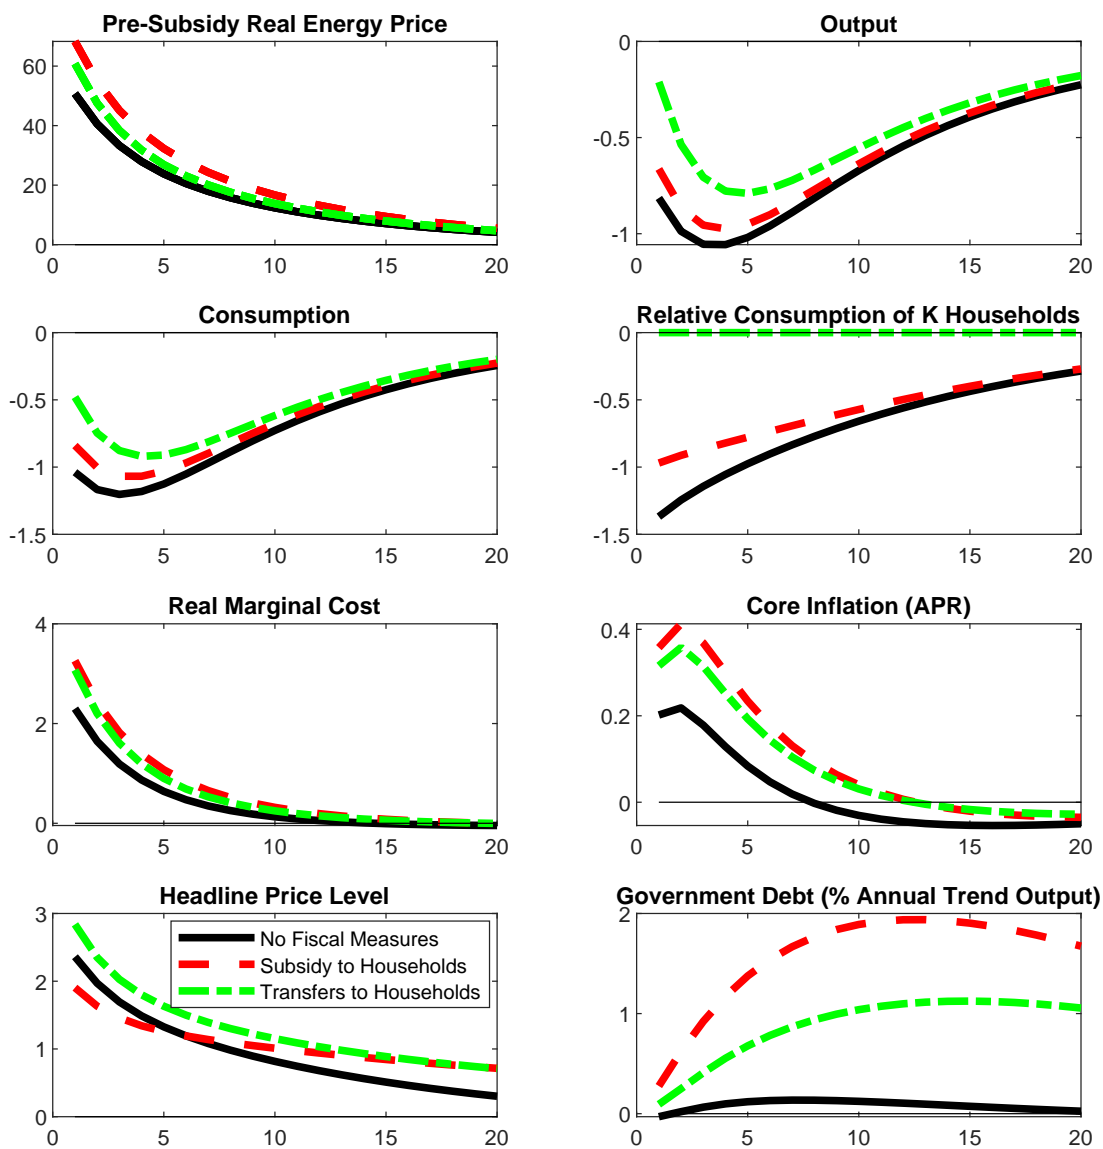 Pre-Subsidy Real Energy Price
60
40
20
0
0 5 10 15 20
Output
0
-0.5
-1
0 5 10 15 20
Consumption
0
-0.5
-1
-1.5
0 5 10 15 20
Relative Consumption of K Households
0
-0.5
-1
-1.5
0 5 10 15 20
Real Marginal Cost
4
2
0
0 5 10 15 20
Core Inflation (APR)
0.4
0.2
0
0 5 10 15 20
Headline Price Level
3
2
1
0
No Fiscal Measures
Subsidy to Households
Transfers to Households
0 5 10 15 20
Government Debt (% Annual Trend Output)
2
1
0
0 5 10 15 20